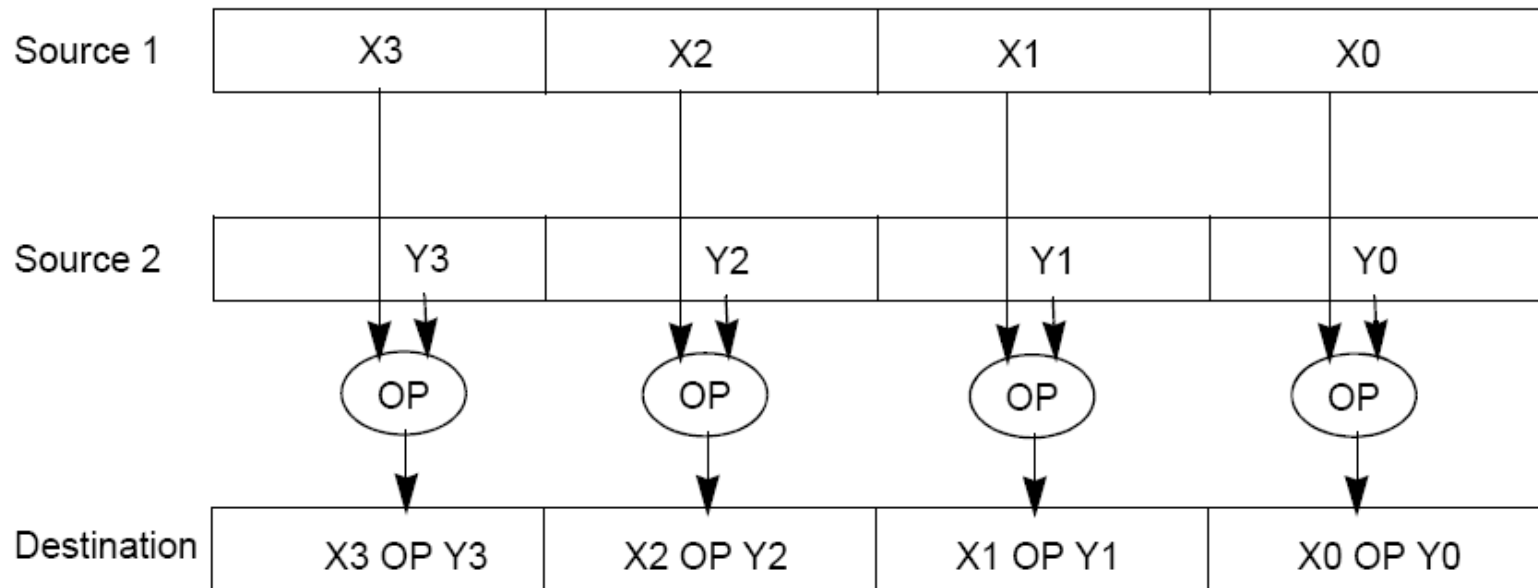 Source 1 X3 X2 X1 X0
Source 2 Y3 Y2 Y1 Y0
OP OP OP OP
Destination X3 OP Y3 X2 OP Y2 X1 OP Y1 X0 OP Y0